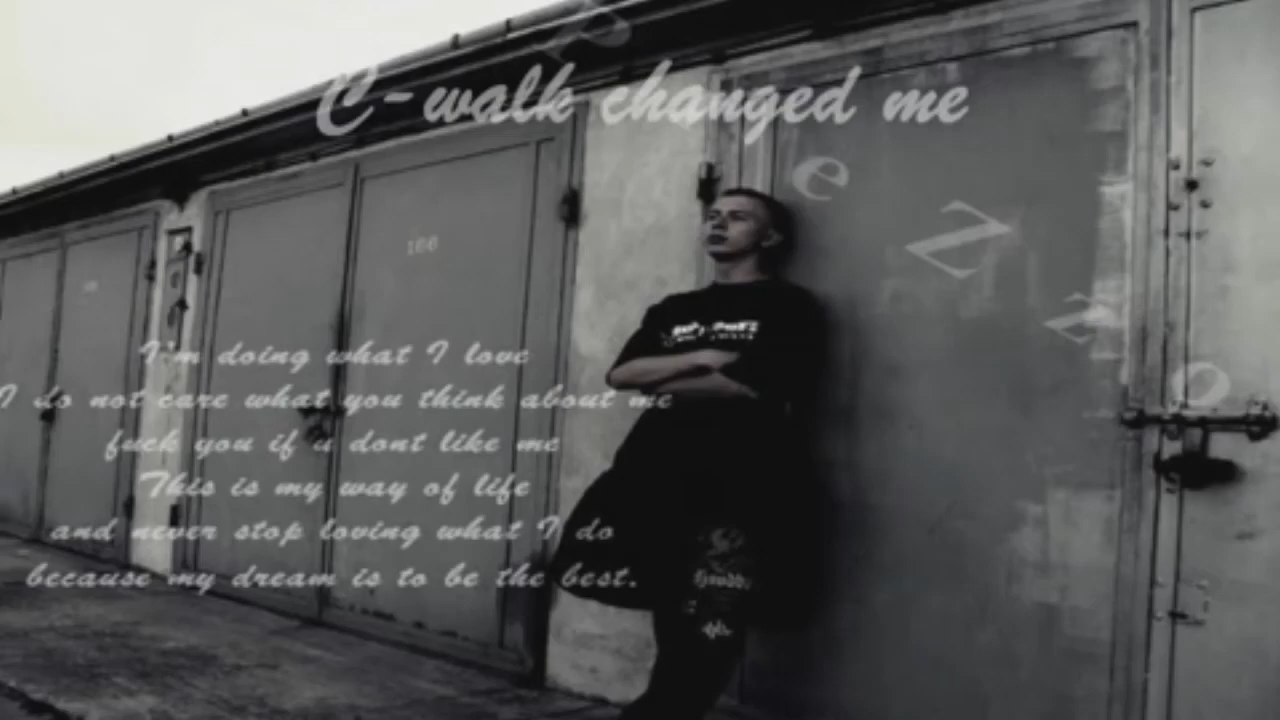 C-walk changed me
e
Z
z
o
166
I'm doing what I love
I do not care what you think about me
fuck you if u dont like me
This is my way of life
and never stop loving what I do
because my dream is to be the best.